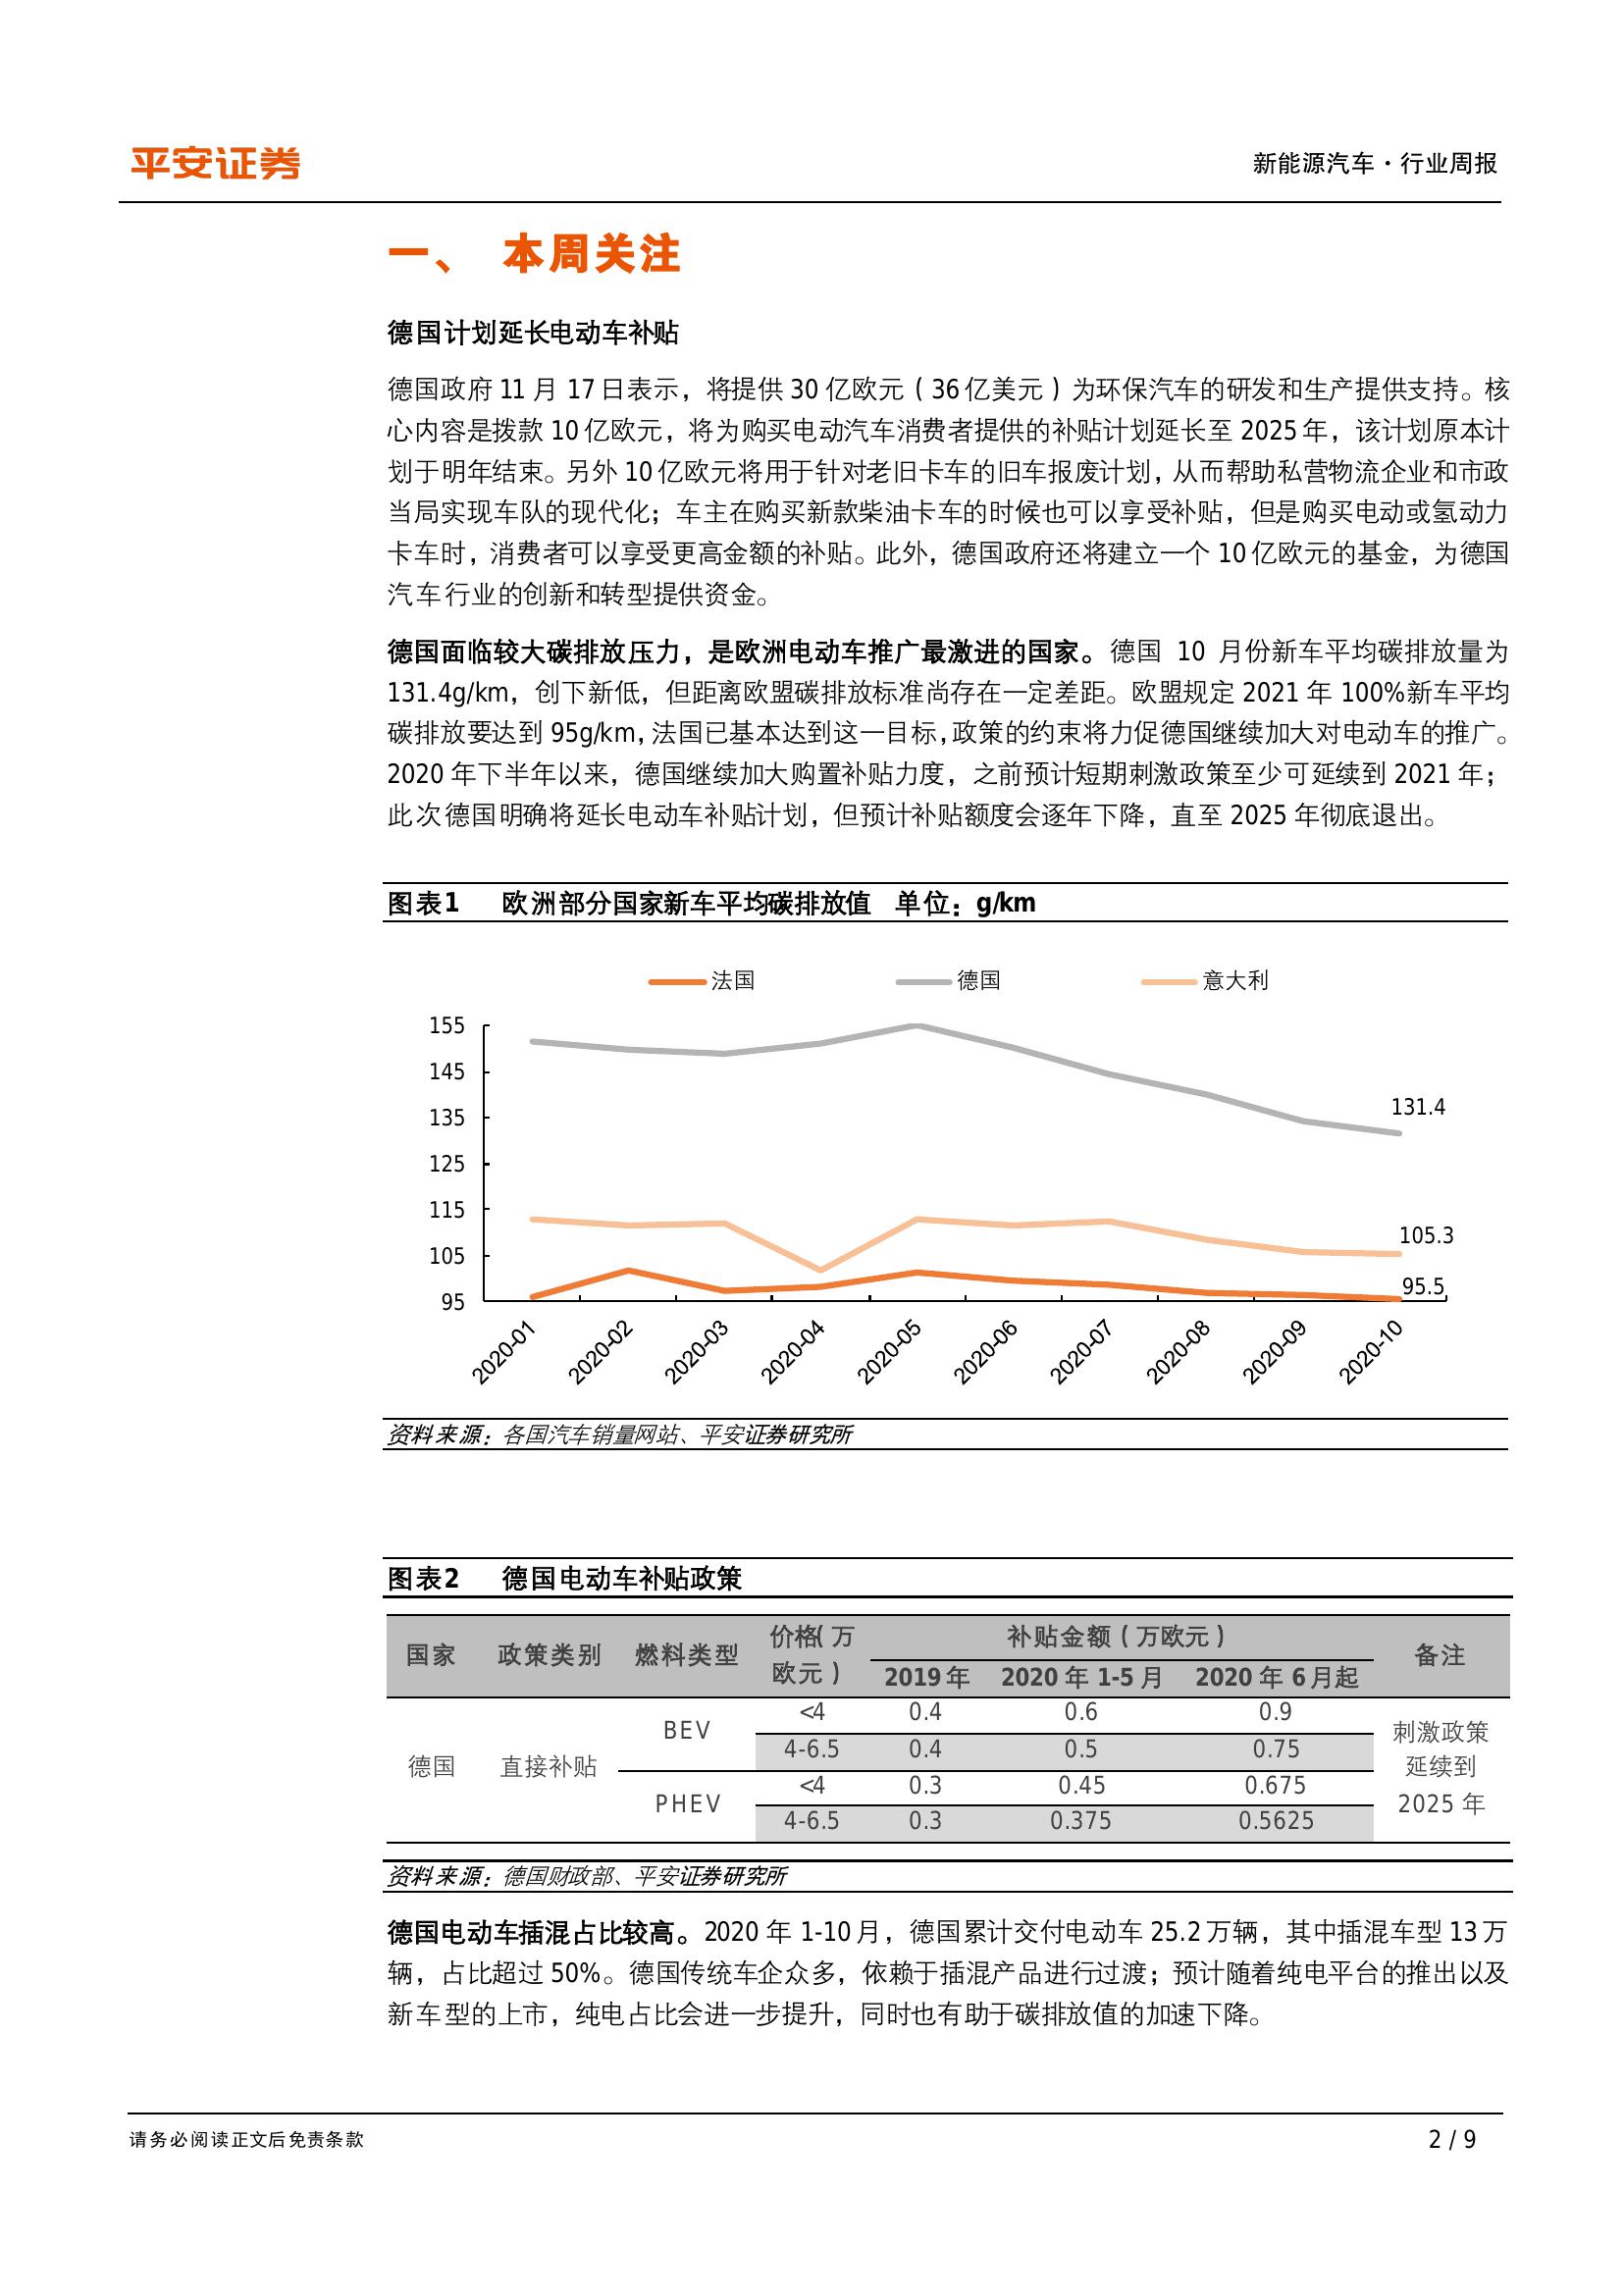 平安证券
新能源汽车·行业周报
一、 本周关注
德国计划延长电动车补贴
德国政府 11 月 17 日表示，将提供 30 亿欧元（36 亿美元）为环保汽车的研发和生产提供支持。核
心内容是拨款 10 亿欧元，将为购买电动汽车消费者提供的补贴计划延长至 2025 年，该计划原本计
划于明年结束。另外 10 亿欧元将用于针对老旧卡车的旧车报废计划，从而帮助私营物流企业和市政
当局实现车队的现代化；车主在购买新款柴油卡车的时候也可以享受补贴，但是购买电动或氢动力
卡车时，消费者可以享受更高金额的补贴。此外，德国政府还将建立一个 10 亿欧元的基金，为德国
汽车行业的创新和转型提供资金。
德国面临较大碳排放压力，是欧洲电动车推广最激进的国家。德国 10 月份新车平均碳排放量为
131.4g/km，创下新低，但距离欧盟碳排放标准尚存在一定差距。欧盟规定 2021 年 100%新车平均
碳排放要达到 95g/km，法国已基本达到这一目标，政策的约束将力促德国继续加大对电动车的推广。
2020 年下半年以来，德国继续加大购置补贴力度，之前预计短期刺激政策至少可延续到 2021 年；
此次德国明确将延长电动车补贴计划，但预计补贴额度会逐年下降，直至 2025 年彻底退出。
图表1 欧洲部分国家新车平均碳排放值 单位：g/km
法国 德国 意大利
155
145
135
125
115
105
95
131.4
105.3
95.5
2020-01 2020-02 2020-03 2020-04 2020-05 2020-06 2020-07 2020-08 2020-09 2020-10
资料来源：各国汽车销量网站、平安证券研究所
图表2 德国电动车补贴政策
国家 政策类别 燃料类型 价格（万欧元） 补贴金额（万欧元） 备注
2019 年 2020 年 1-5 月 2020 年 6 月起
德国 直接补贴 BEV <4 0.4 0.6 0.9 刺激政策
4-6.5 0.4 0.5 0.75 延续到
PHEV <4 0.3 0.45 0.675 2025 年
4-6.5 0.3 0.375 0.5625
资料来源：德国财政部、平安证券研究所
德国电动车插混占比较高。2020 年 1-10 月，德国累计交付电动车 25.2 万辆，其中插混车型 13 万
辆，占比超过 50%。德国传统车企众多，依赖于插混产品进行过渡；预计随着纯电平台的推出以及
新车型的上市，纯电占比会进一步提升，同时也有助于碳排放值的加速下降。
请务必阅读正文后免责条款
2 / 9